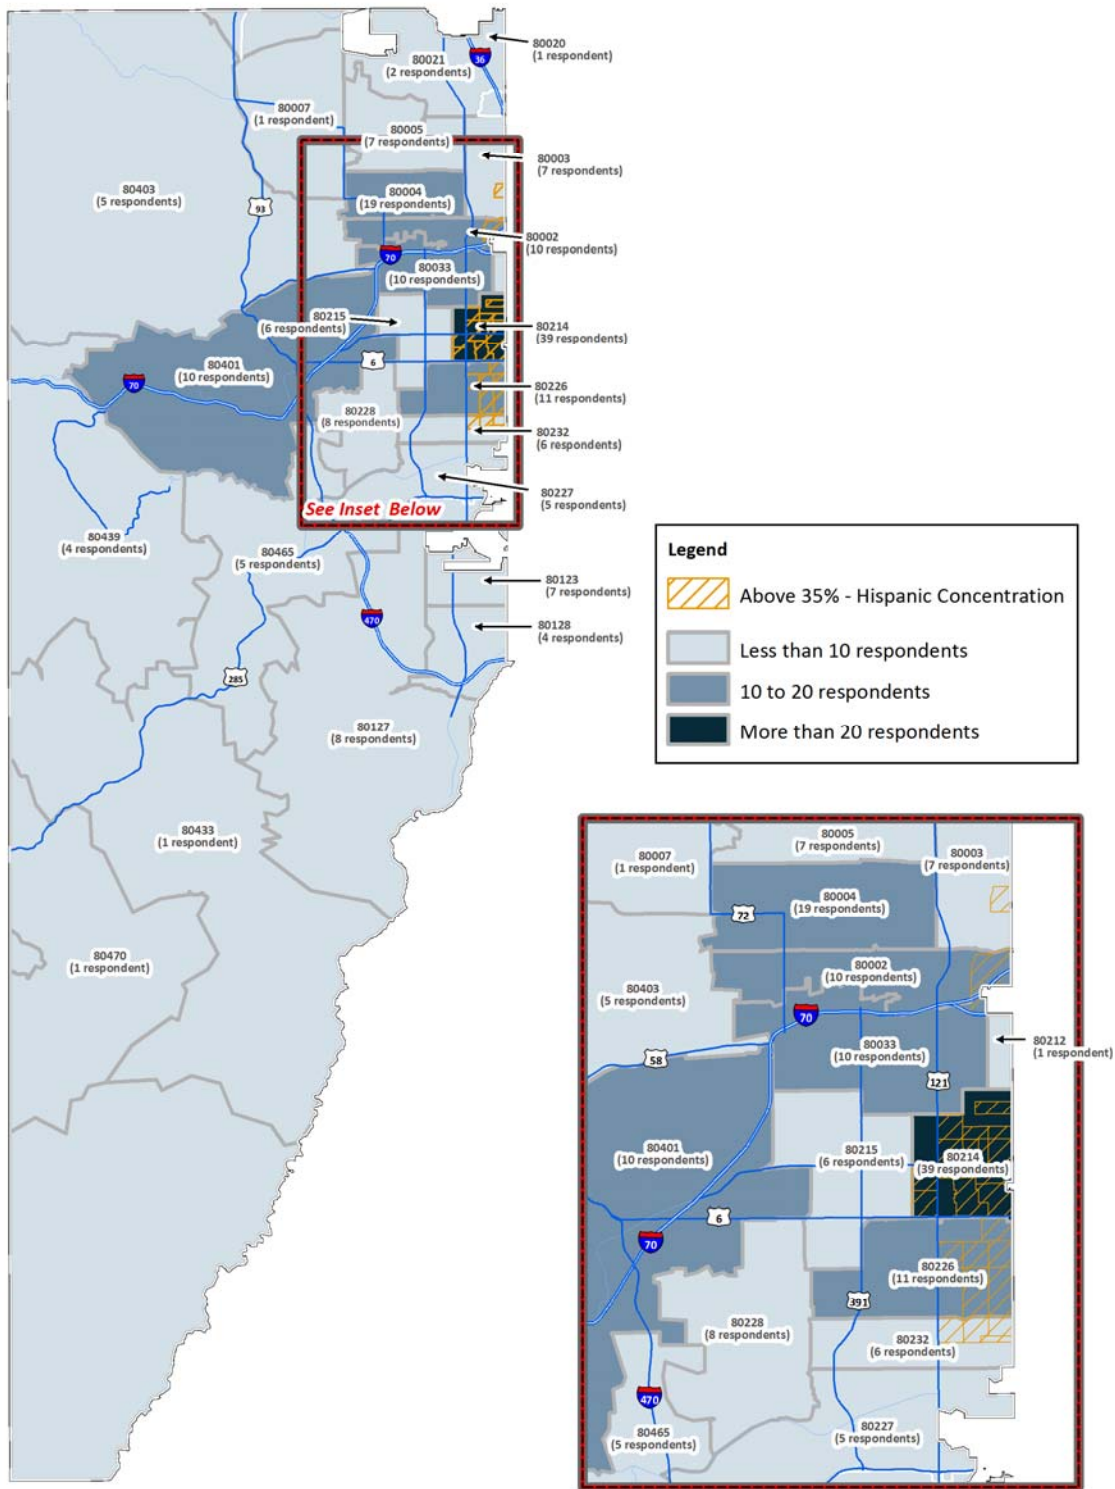 80020
(1 respondent)
80021
(2 respondents)
36
80007
(1 respondent)
80005
(7 respondents)
80003
(7 respondents)
80403
(5 respondents)
93
80004
(19 respondents)
80002
(10 respondents)
70
80033
(10 respondents)
80215
(6 respondents)
80214
(39 respondents)
6
80401
(10 respondents)
70
80226
(11 respondents)
80228
(8 respondents)
80232
(6 respondents)
80227
(5 respondents)
See Inset Below
80439
(4 respondents)
80465
(5 respondents)
80123
(7 respondents)
470
80128
(4 respondents)
285
80127
(8 respondents)
80433
(1 respondent)
80470
(1 respondent)
Legend
Above 35% - Hispanic Concentration
Less than 10 respondents
10 to 20 respondents
More than 20 respondents
80005
(7 respondents)
80007
(1 respondent)
80003
(7 respondents)
80004
(19 respondents)
72
80002
(10 respondents)
80403
(5 respondents)
70
80212
(1 respondent)
80033
(10 respondents)
58
121
80401
(10 respondents)
80215
(6 respondents)
80214
(39 respondents)
6
70
80226
(11 respondents)
391
80228
(8 respondents)
80232
(6 respondents)
470
80465
(5 respondents)
80227
(5 respondents)